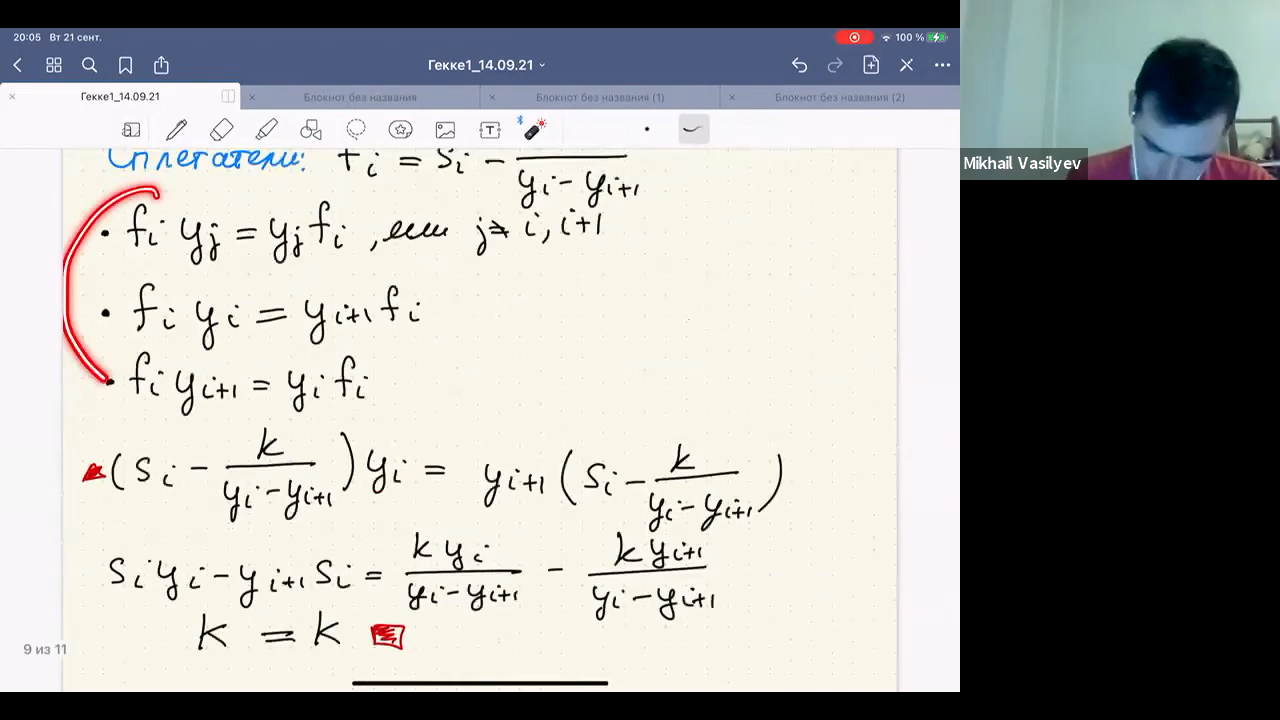 20:05 Вт 21 сент. 100 %
Гекке1_14.09.21
Гекке1_14.09.21 Блокнот без названия Блокнот без названия (1) Блокнот без названия (2)
Mikhail Vasilyev
Сплетатели: f_i = s_i - / (y_i - y_{i+1})
• f_i y_j = y_j f_i , если j ≠ i, i+1
• f_i y_i = y_{i+1} f_i
• f_i y_{i+1} = y_i f_i
(s_i - k/(y_i - y_{i+1})) y_i = y_{i+1} (s_i - k/(y_i - y_{i+1}))
s_i y_i - y_{i+1} s_i = k y_i/(y_i - y_{i+1}) - k y_{i+1}/(y_i - y_{i+1})
k = k
9 из 11